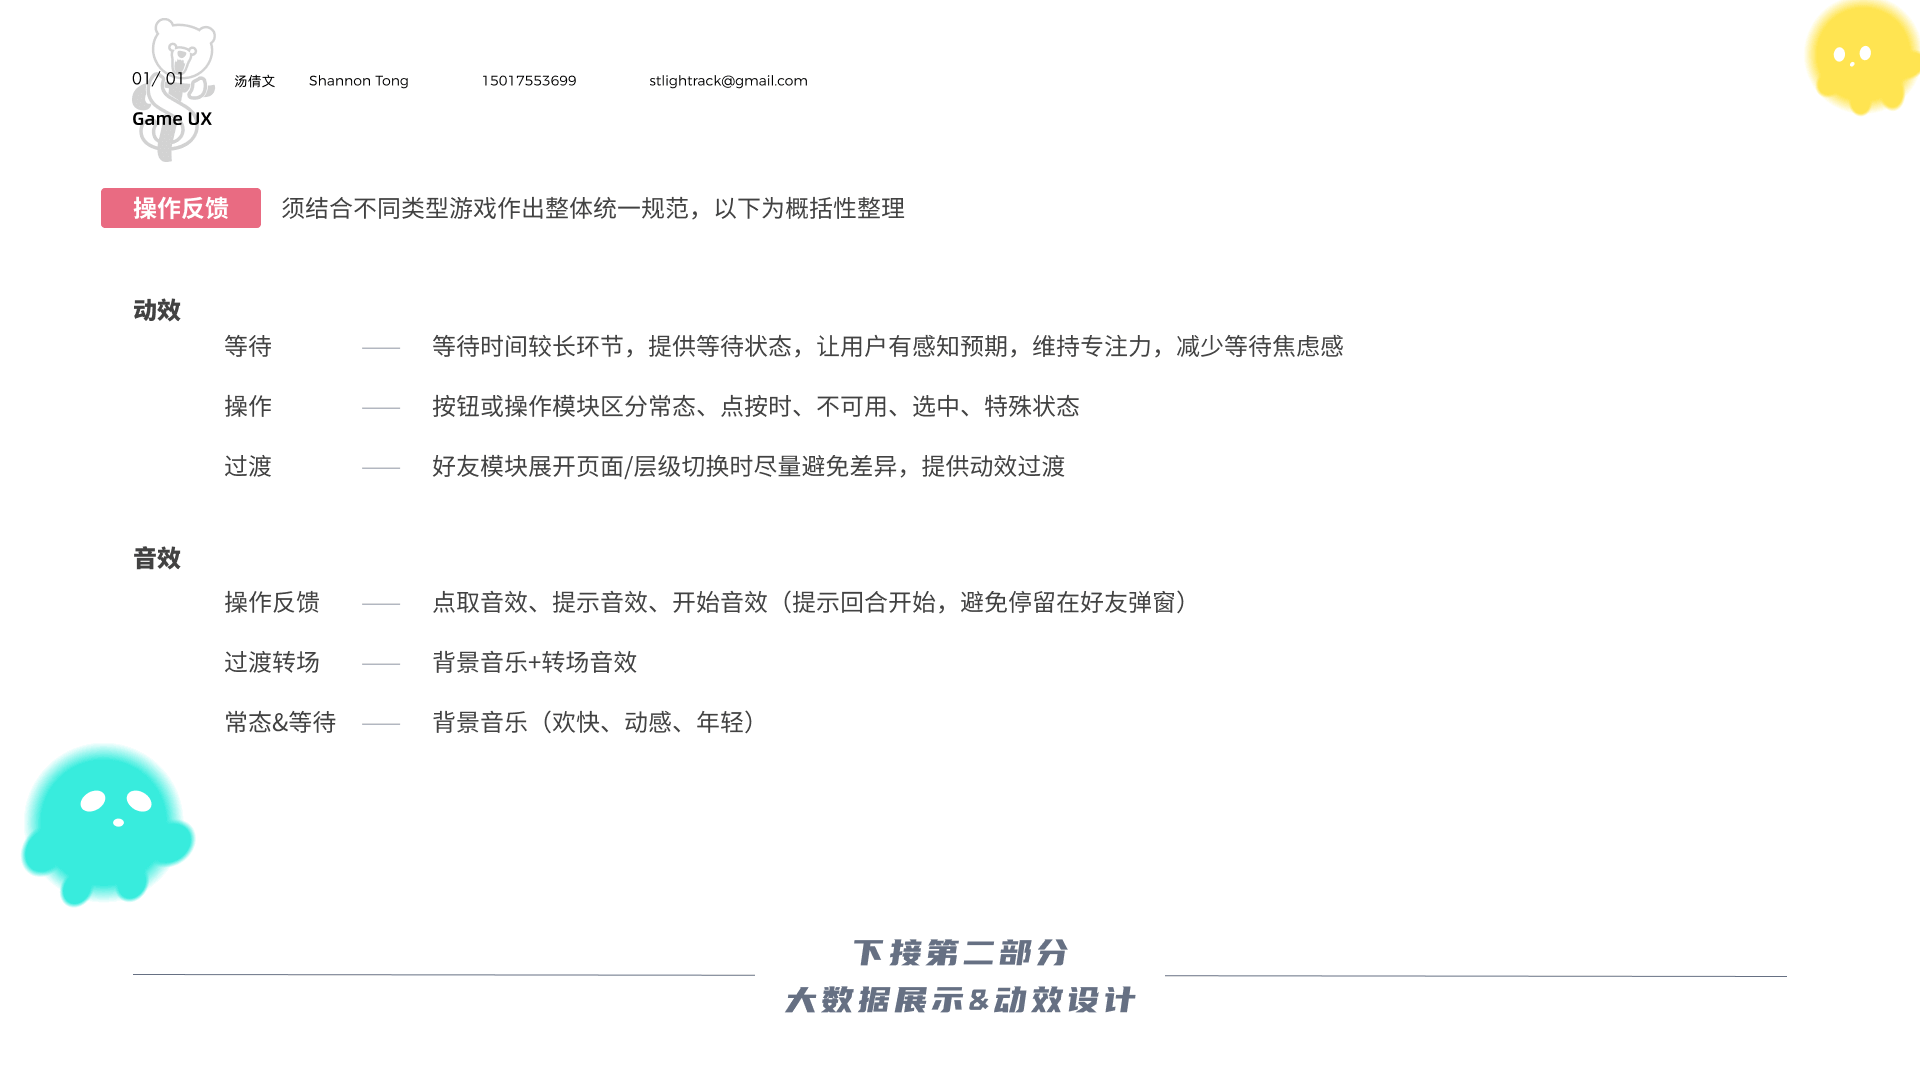 01/ 01 汤倩文 Shannon Tong 15017553699 stlightrack@gmail.com
Game UX
操作反馈 须结合不同类型游戏作出整体统一规范，以下为概括性整理
动效
等待 —— 等待时间较长环节，提供等待状态，让用户有感知预期，维持专注力，减少等待焦虑感
操作 —— 按钮或操作模块区分常态、点按时、不可用、选中、特殊状态
过渡 —— 好友模块展开页面/层级切换时尽量避免差异，提供动效过渡
音效
操作反馈 —— 点取音效、提示音效、开始音效（提示回合开始，避免停留在好友弹窗）
过渡转场 —— 背景音乐+转场音效
常态&等待 —— 背景音乐（欢快、动感、年轻）
下接第二部分
大数据展示&动效设计